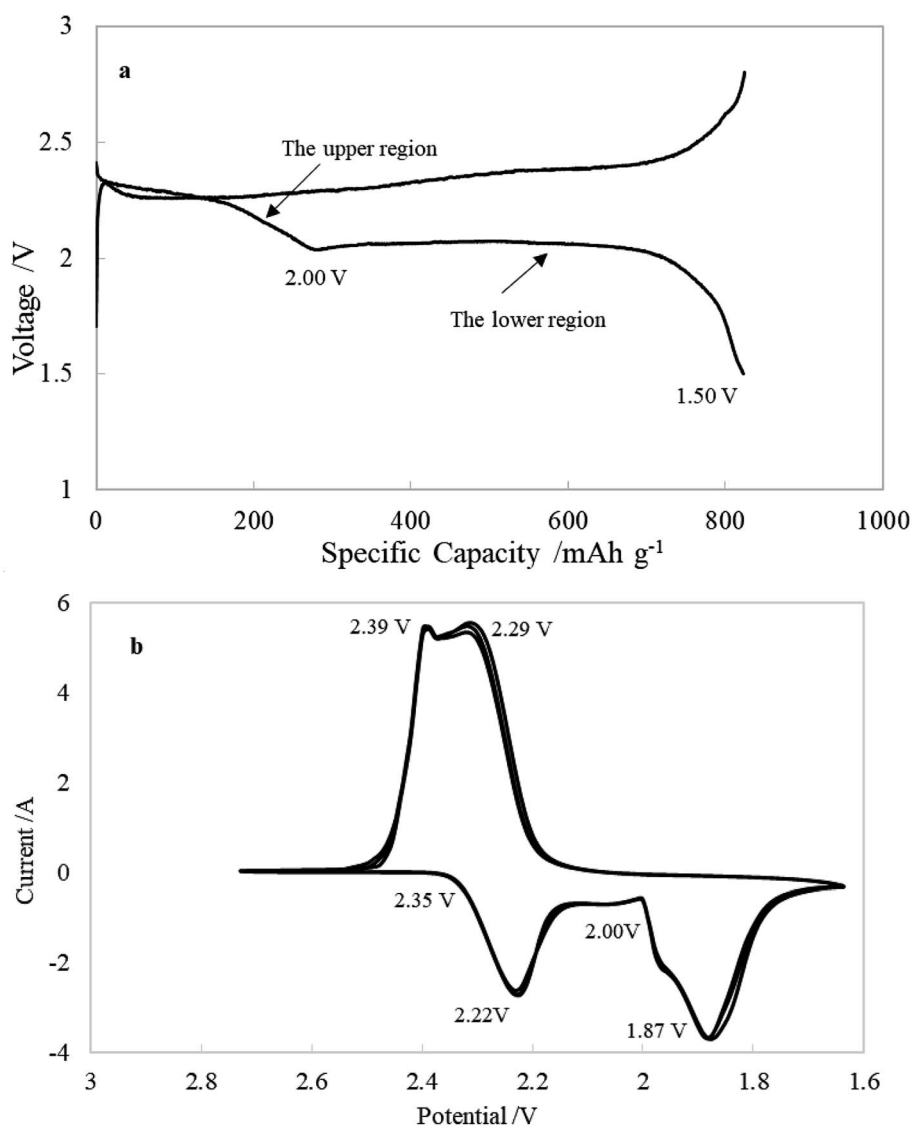 3
a
The upper region
2.5
2
2.00 V
Voltage /V
The lower region
1.5
1.50 V
1
0
200
400
600
800
1000
Specific Capacity /mAh g⁻¹
6
2.39 V
2.29 V
b
4
2
Current /A
0
2.35 V
2.00V
-2
2.22V
1.87 V
-4
3
2.8
2.6
2.4
2.2
2
1.8
1.6
Potential /V